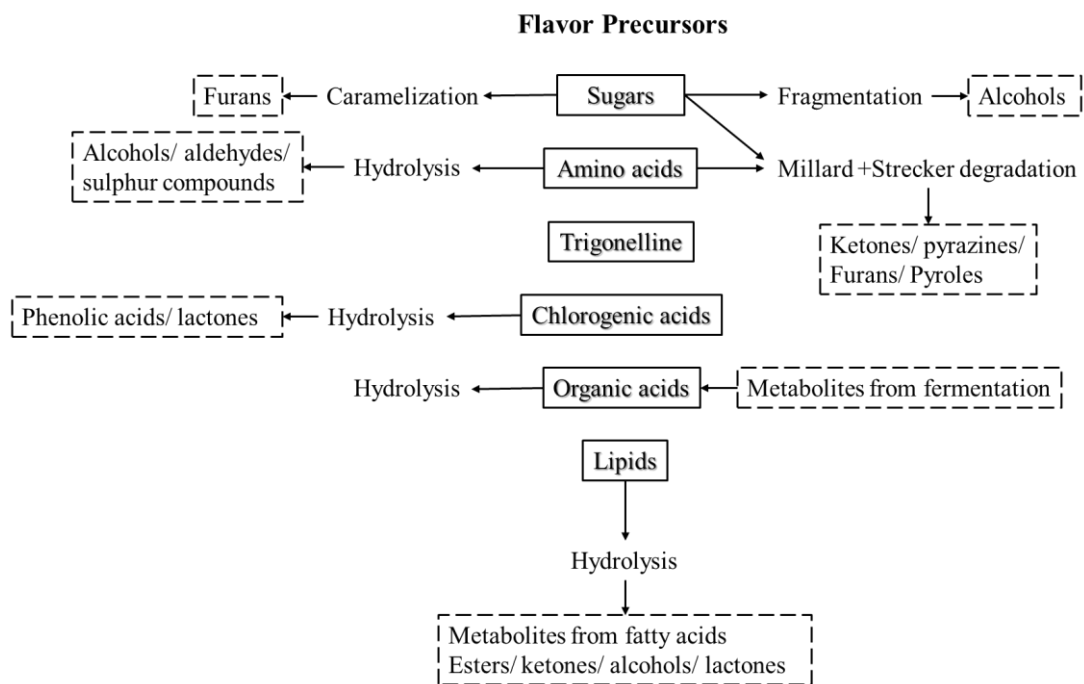 Flavor Precursors
Furans
Caramelization
Sugars
Fragmentation
Alcohols
Alcohols/ aldehydes/
sulphur compounds
Hydrolysis
Amino acids
Millard +Strecker degradation
Trigonelline
Ketones/ pyrazines/
Furans/ Pyroles
Phenolic acids/ lactones
Hydrolysis
Chlorogenic acids
Hydrolysis
Organic acids
Metabolites from fermentation
Lipids
Hydrolysis
Metabolites from fatty acids
Esters/ ketones/ alcohols/ lactones